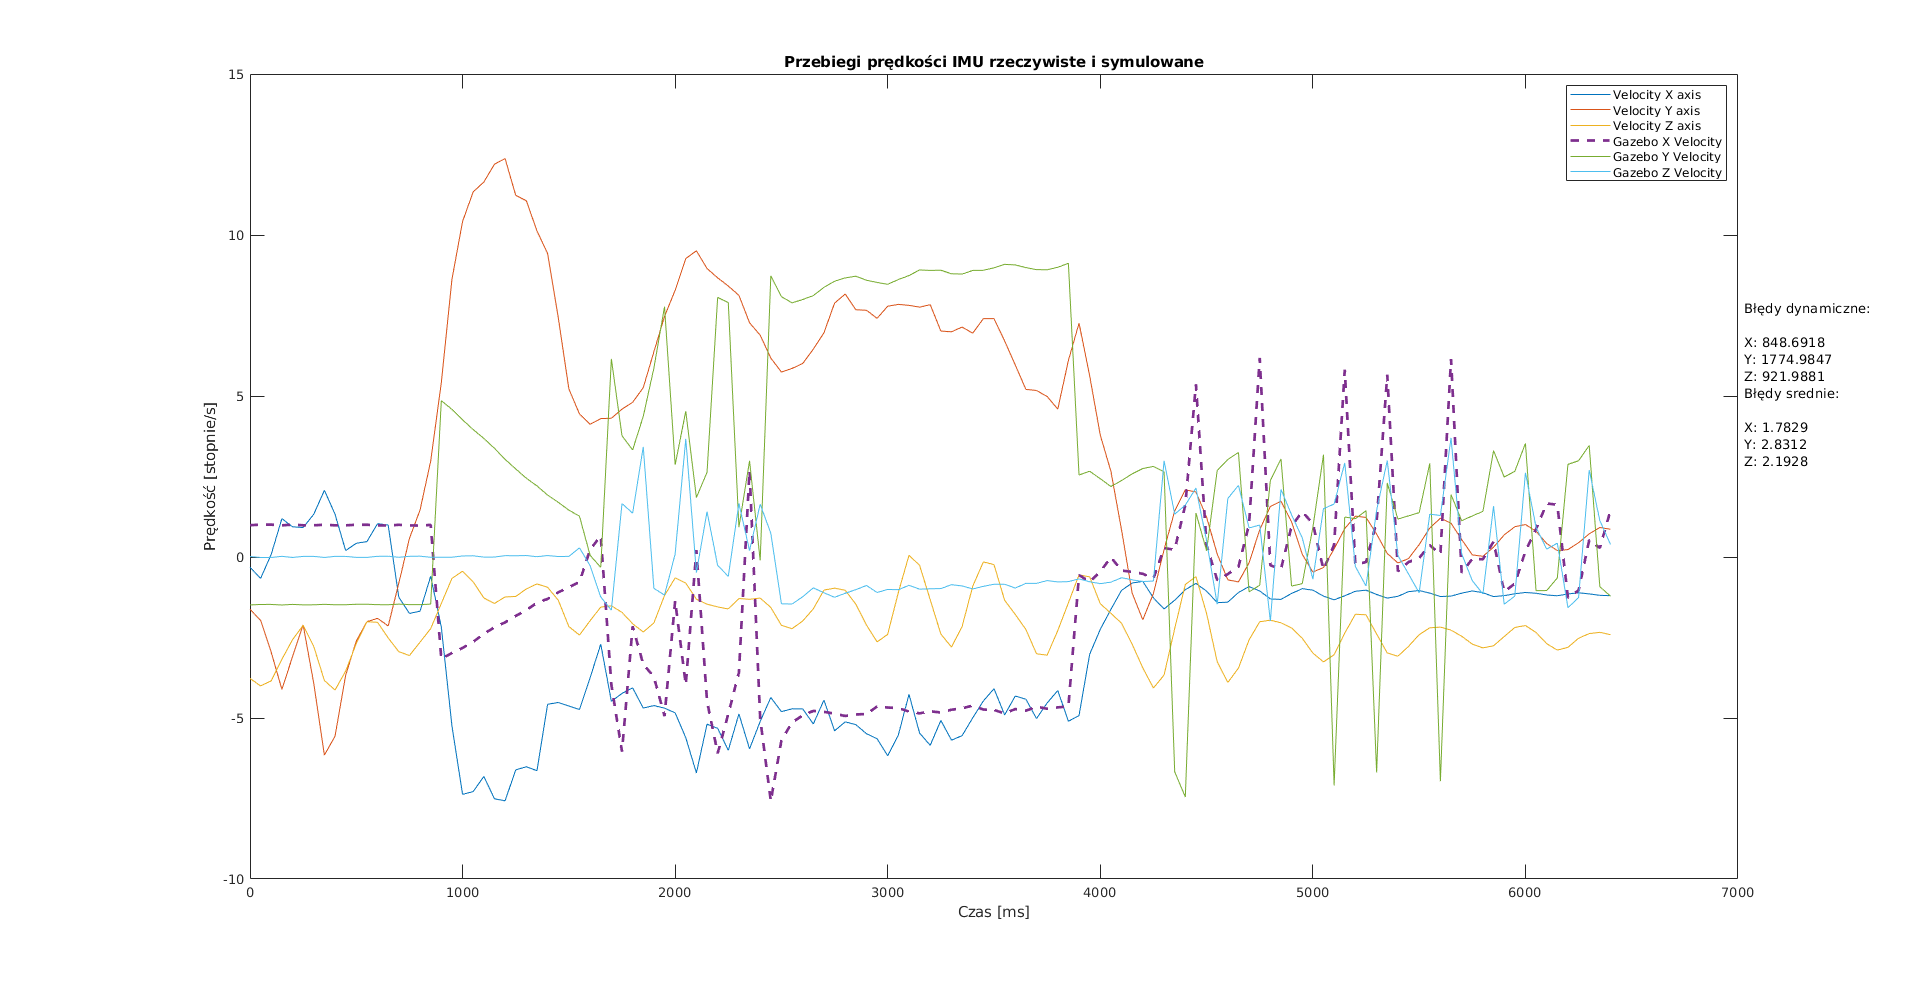 Przebiegi prędkości IMU rzeczywiste i symulowane
15
10
5
0
-5
-10
Prędkość [stopnie/s]
0
1000
2000
3000
4000
5000
6000
7000
Czas [ms]
Velocity X axis
Velocity Y axis
Velocity Z axis
Gazebo X Velocity
Gazebo Y Velocity
Gazebo Z Velocity
Błędy dynamiczne:
X: 848.6918
Y: 1774.9847
Z: 921.9881
Błędy srednie:
X: 1.7829
Y: 2.8312
Z: 2.1928